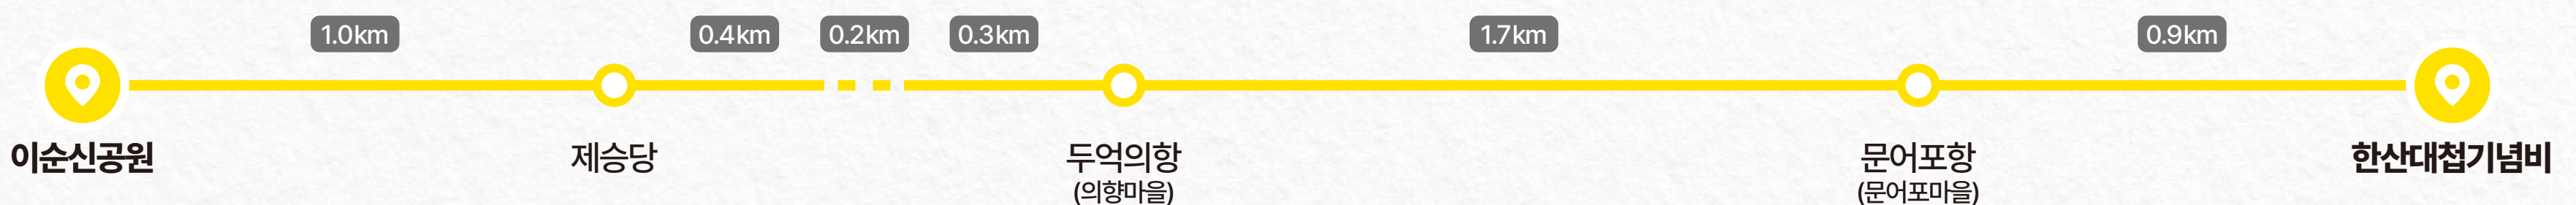 1.0km
0.4km
0.2km
0.3km
1.7km
0.9km
이순신공원
제승당
두억의항
(의항마을)
문어포항
(문어포마을)
한산대첩기념비